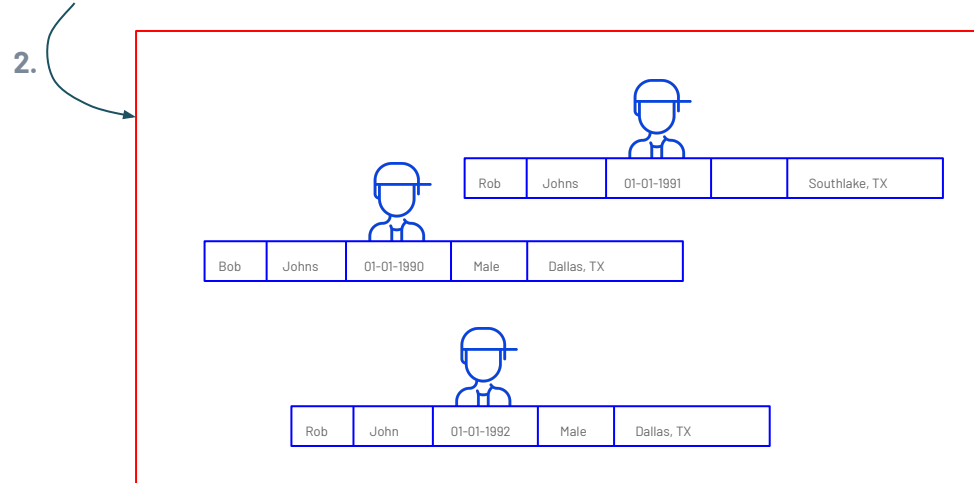 2.
Rob Johns 01-01-1991 Southlake, TX
Bob Johns 01-01-1990 Male Dallas, TX
Rob John 01-01-1992 Male Dallas, TX